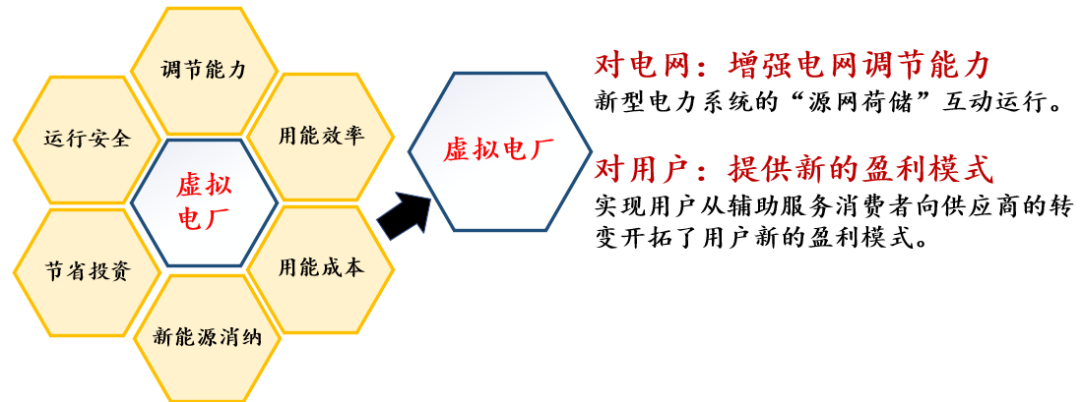 调节能力
运行安全
用能效率
虚拟
电厂
节省投资
用能成本
新能源消纳
虚拟电厂
对电网：增强电网调节能力
新型电力系统的“源网荷储”互动运行。
对用户：提供新的盈利模式
实现用户从辅助服务消费者向供应商的转
变开拓了用户新的盈利模式。